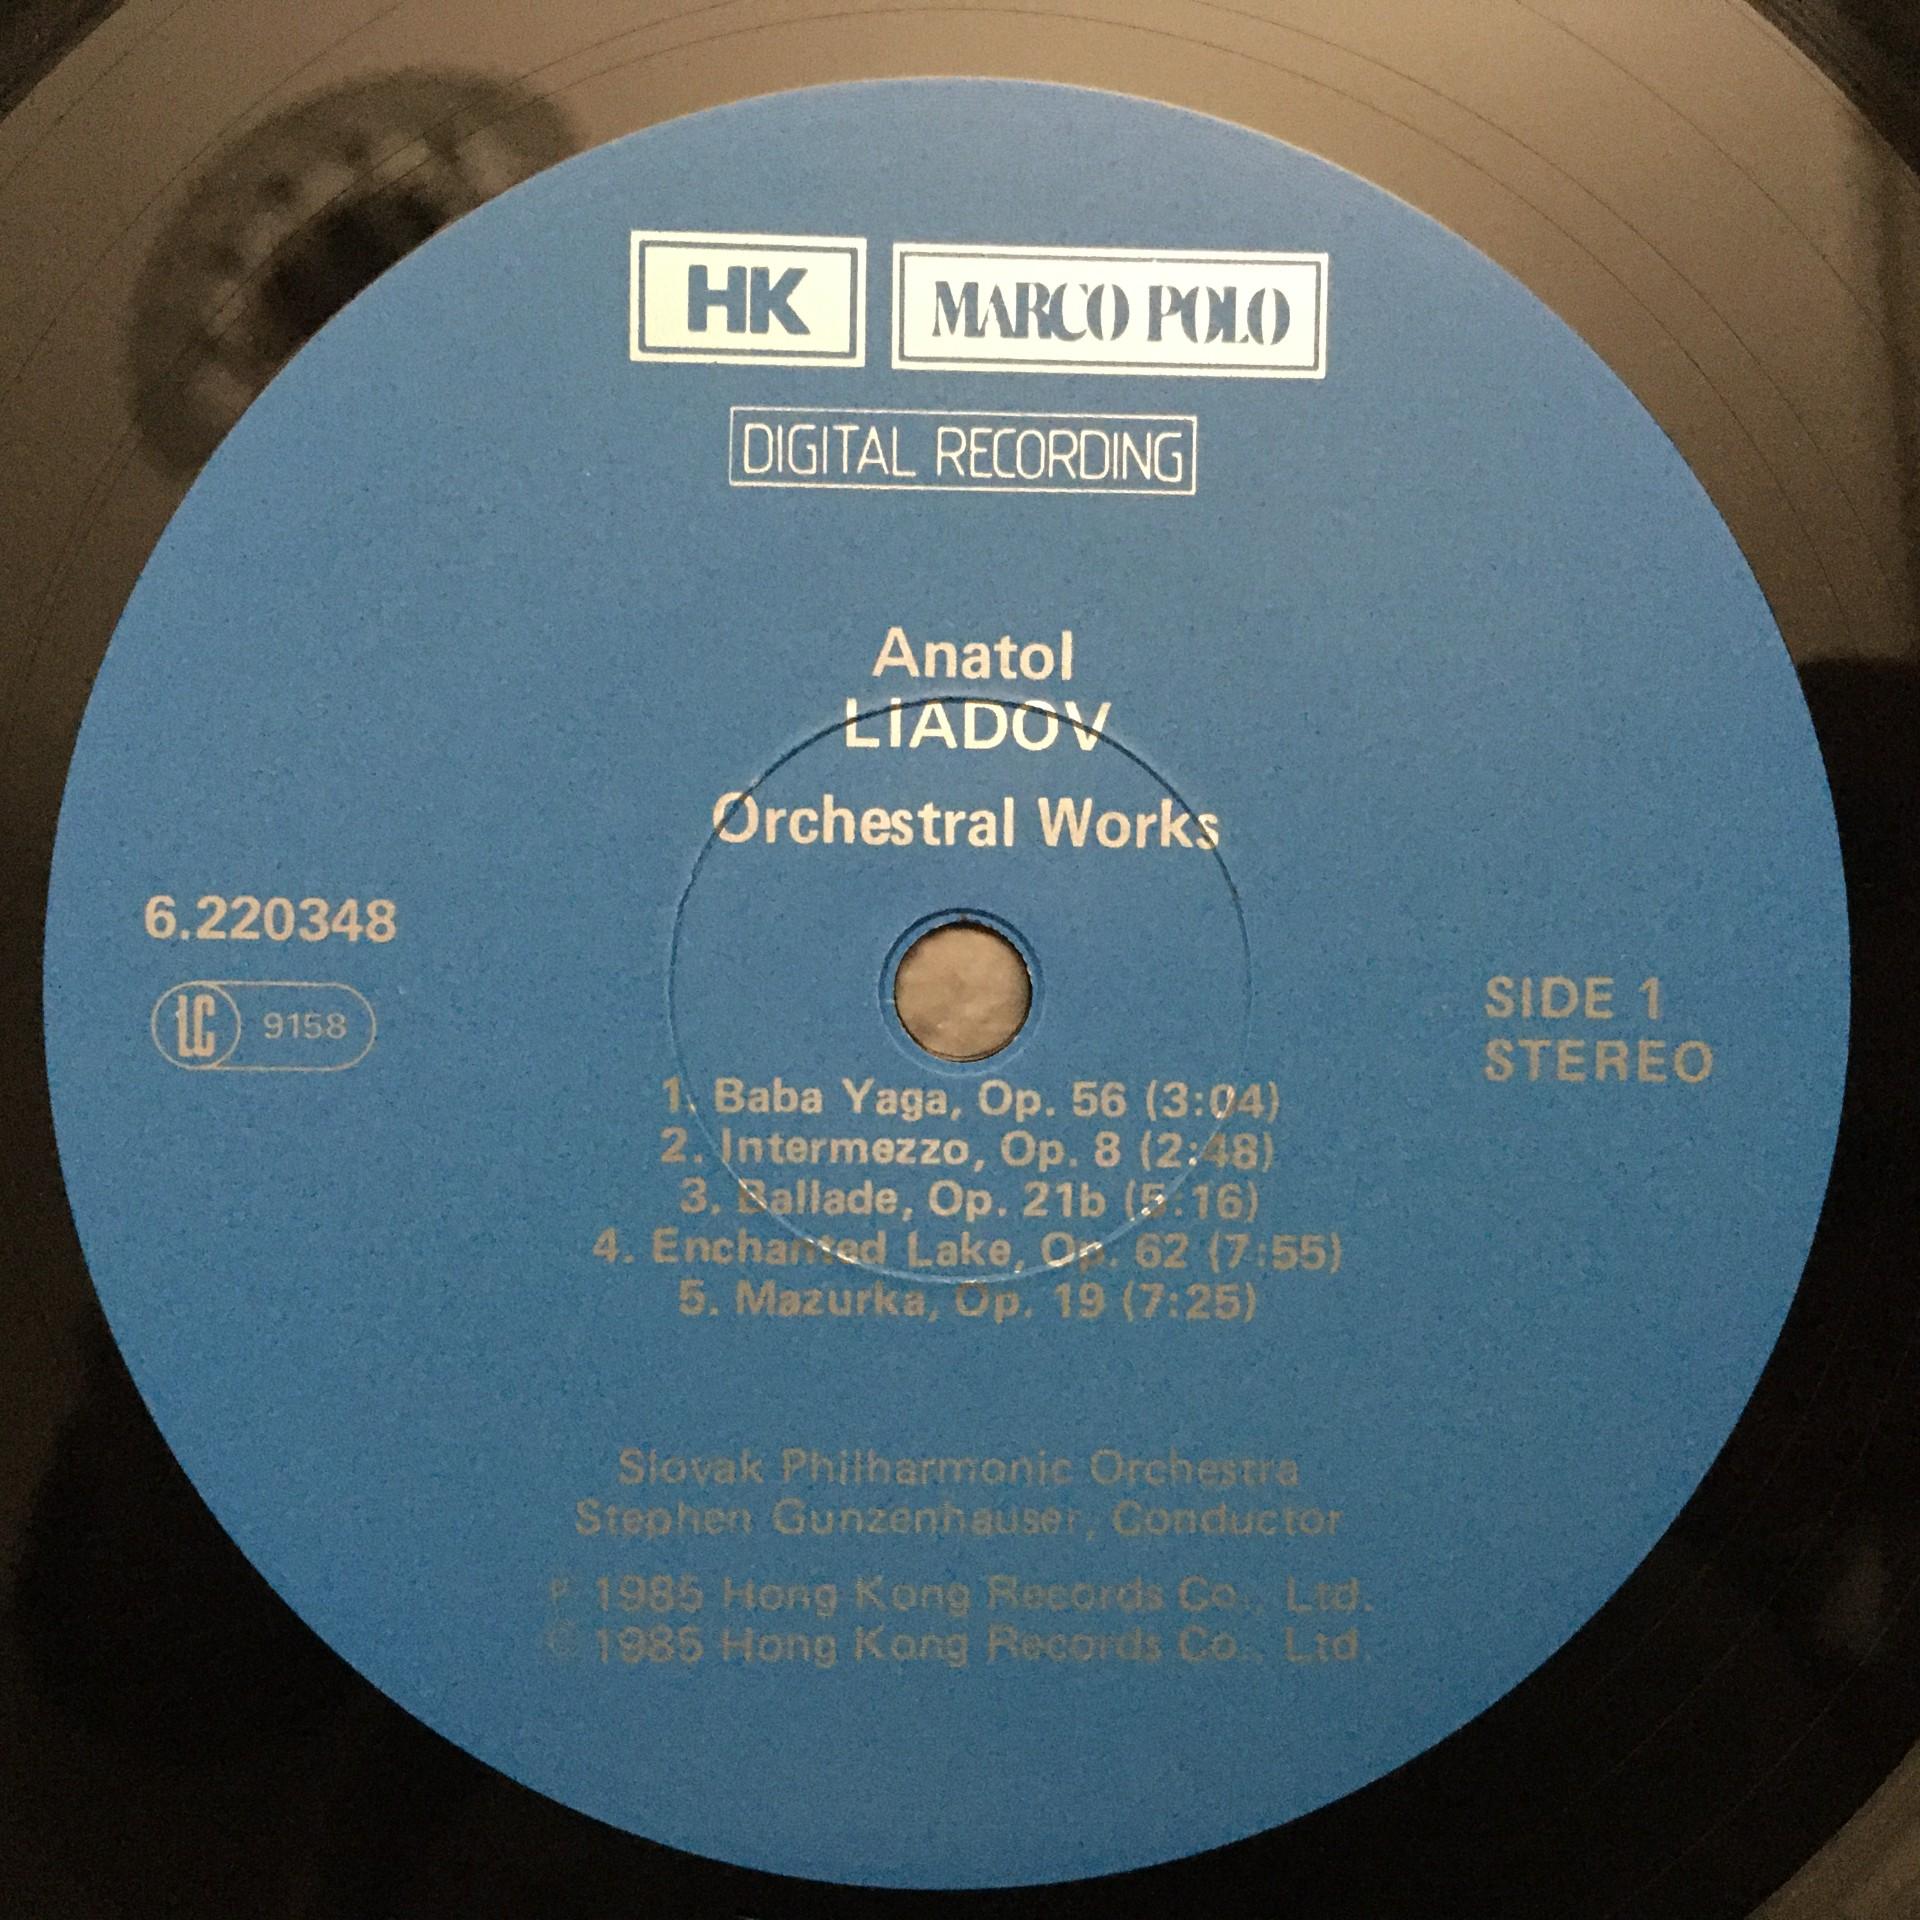 HK MARCO POLO
DIGITAL RECORDING
Anatol
LIADOV
Orchestral Works
6.220348
LC 9158
SIDE 1
STEREO
1. Baba Yaga, Op. 56 (3:04)
2. Intermezzo, Op. 8 (2:48)
3. Ballade, Op. 21b (5:16)
4. Enchanted Lake, Op. 62 (7:55)
5. Mazurka, Op. 19 (7:25)
Slovak Philharmonic Orchestra
Stephen Gunzenhauser, Conductor
℗ 1985 Hong Kong Records Co., Ltd.
© 1985 Hong Kong Records Co., Ltd.